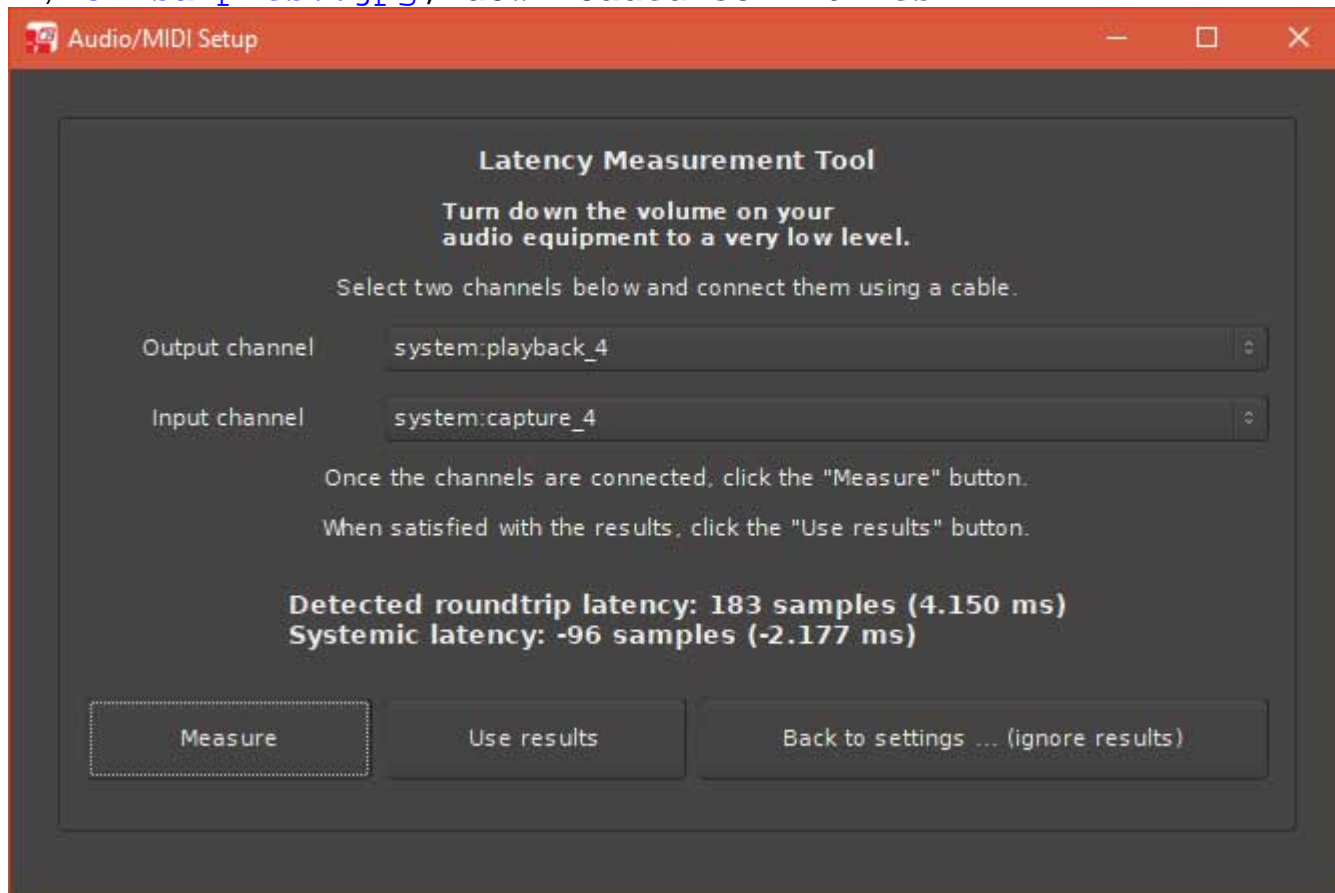 Audio/MIDI Setup
Latency Measurement Tool
Turn down the volume on your
audio equipment to a very low level.
Select two channels below and connect them using a cable.
Output channel system:playback_4
Input channel system:capture_4
Once the channels are connected, click the "Measure" button.
When satisfied with the results, click the "Use results" button.
Detected roundtrip latency: 183 samples (4.150 ms)
Systemic latency: -96 samples (-2.177 ms)
Measure Use results Back to settings ... (ignore results)